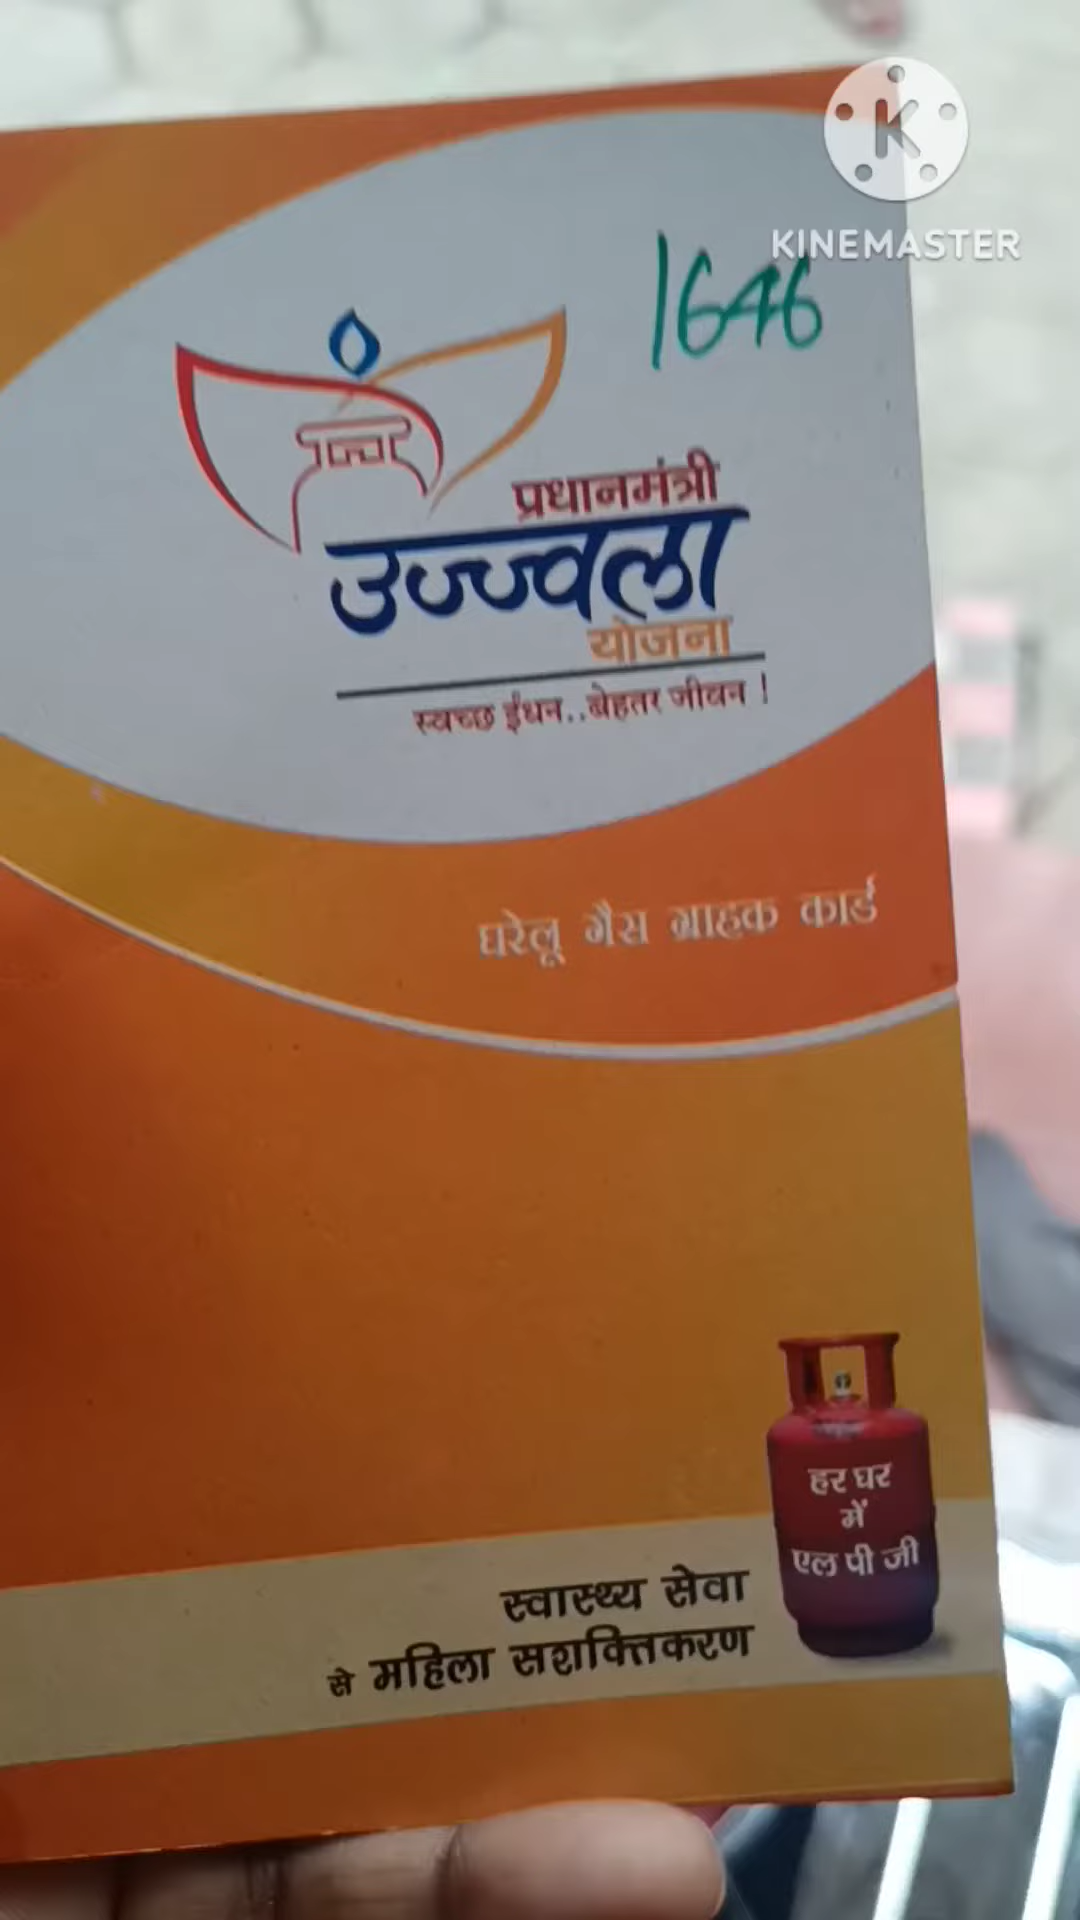 KINEMASTER
1646
प्रधानमंत्री
उज्ज्वला
योजना
स्वच्छ ईंधन..बेहतर जीवन !
घरेलू गैस ग्राहक कार्ड
हर घर
में
एल पी जी
स्वास्थ्य सेवा
से महिला सशक्तिकरण